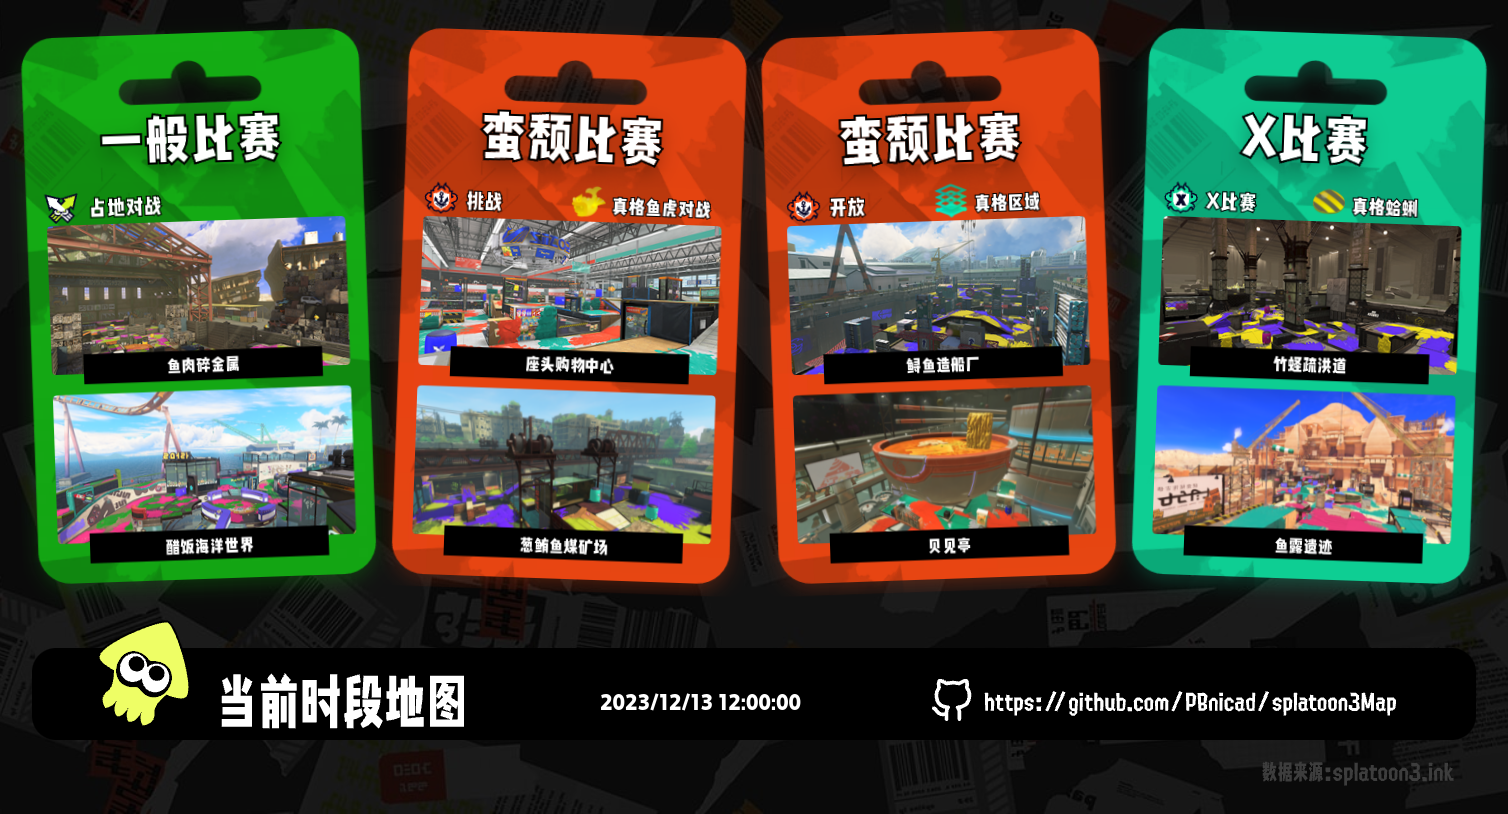 一般比赛
占地对战
鱼肉碎金属
醋饭海洋世界
蛮颓比赛
挑战
真格鱼虎对战
座头购物中心
葱鲔鱼煤矿场
蛮颓比赛
开放
真格区域
鲟鱼造船厂
贝见亭
X比赛
X比赛
真格蛤蜊
竹蛏疏洪道
鱼露遗迹
当前时段地图
2023/12/13 12:00:00
https://github.com/PBnicad/splatoon3Map
数据来源:splatoon3.ink